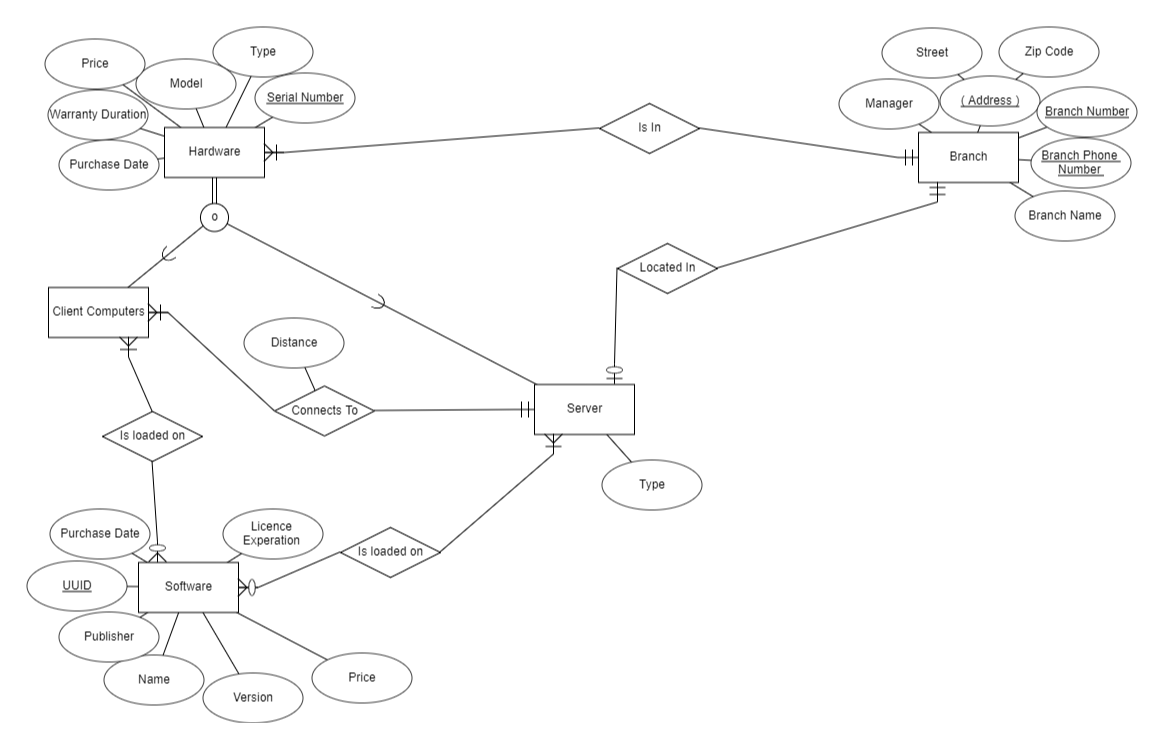 Type
Price
Model
Serial Number
Warranty Duration
Purchase Date
Hardware
o
Is In
Street
Zip Code
Manager
( Address )
Branch Number
Branch
Branch Phone
Number
Branch Name
Located In
Client Computers
Distance
Connects To
Server
Type
Is loaded on
Is loaded on
Purchase Date
Licence
Experation
UUID
Software
Publisher
Name
Version
Price